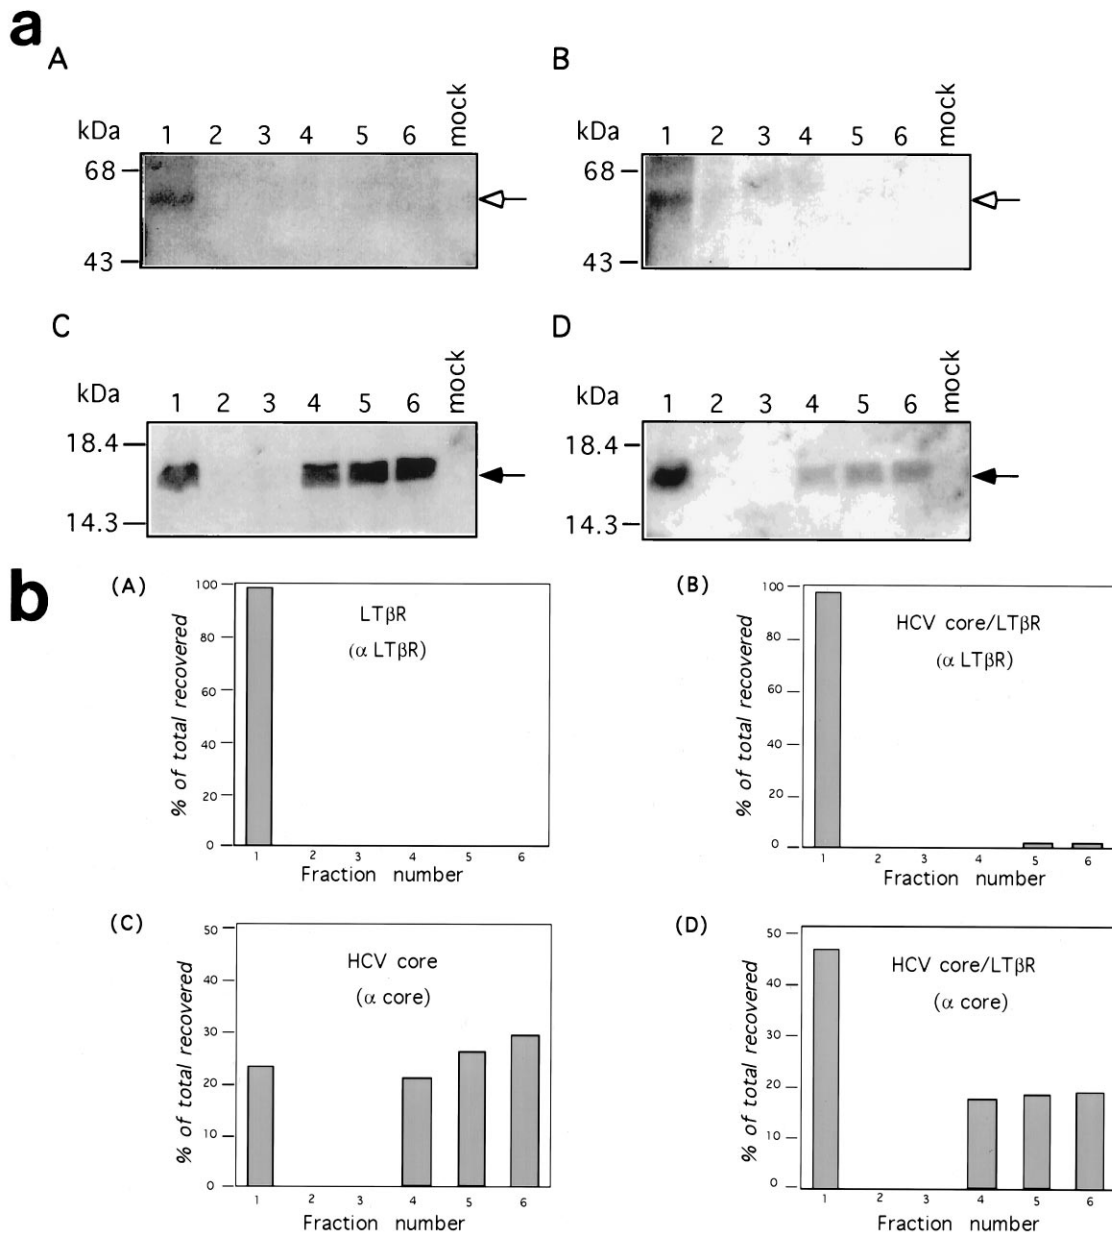 a
A
kDa 1 2 3 4 5 6 mock
68
43
B
kDa 1 2 3 4 5 6 mock
68
43
C
kDa 1 2 3 4 5 6 mock
18.4
14.3
D
kDa 1 2 3 4 5 6 mock
18.4
14.3
b
(A)
% of total recovered
100
80
60
40
20
0
LTβR
(α LTβR)
1 2 3 4 5 6
Fraction number
(B)
% of total recovered
100
80
60
40
20
0
HCV core/LTβR
(α LTβR)
1 2 3 4 5 6
Fraction number
(C)
% of total recovered
50
40
30
20
10
0
HCV core
(α core)
1 2 3 4 5 6
Fraction number
(D)
% of total recovered
50
40
30
20
10
0
HCV core/LTβR
(α core)
1 2 3 4 5 6
Fraction number